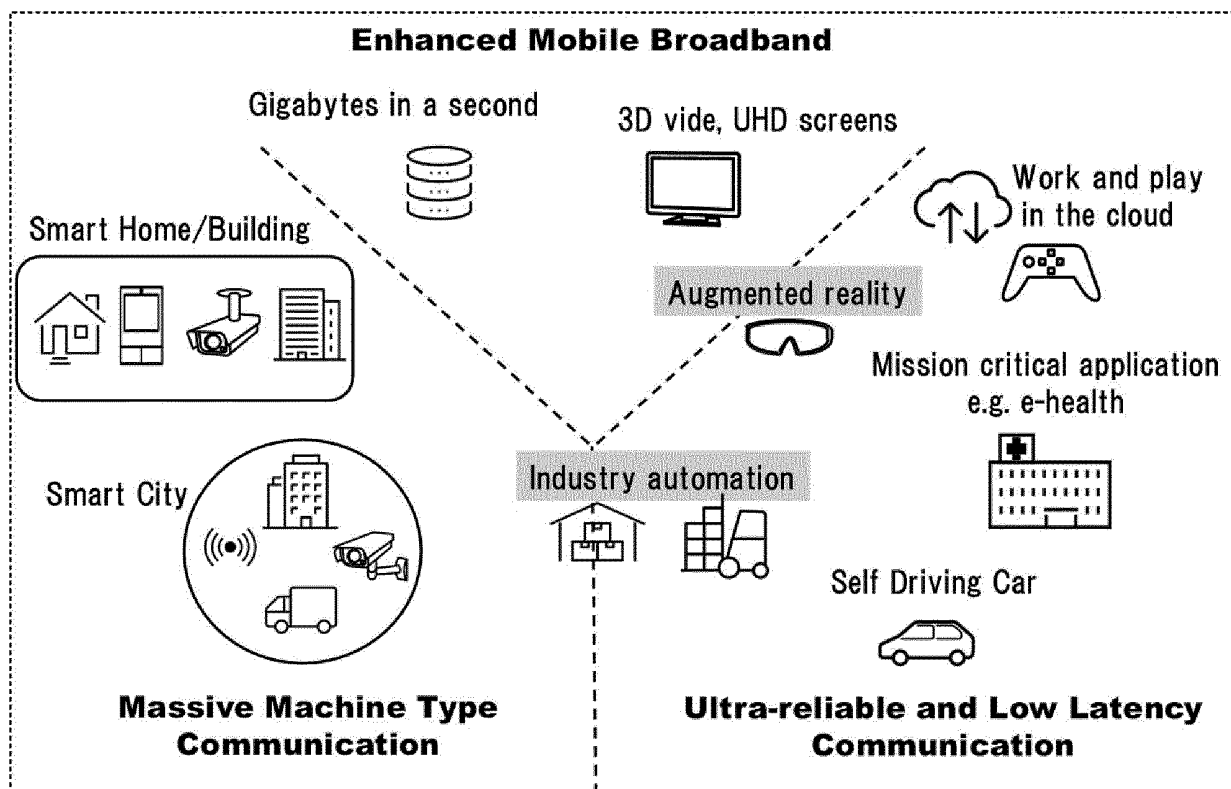 Enhanced Mobile Broadband
Gigabytes in a second
3D vide, UHD screens
Work and play
in the cloud
Smart Home/Building
Augmented reality
Mission critical application
e.g. e-health
Industry automation
Smart City
Self Driving Car
Massive Machine Type
Communication
Ultra-reliable and Low Latency
Communication